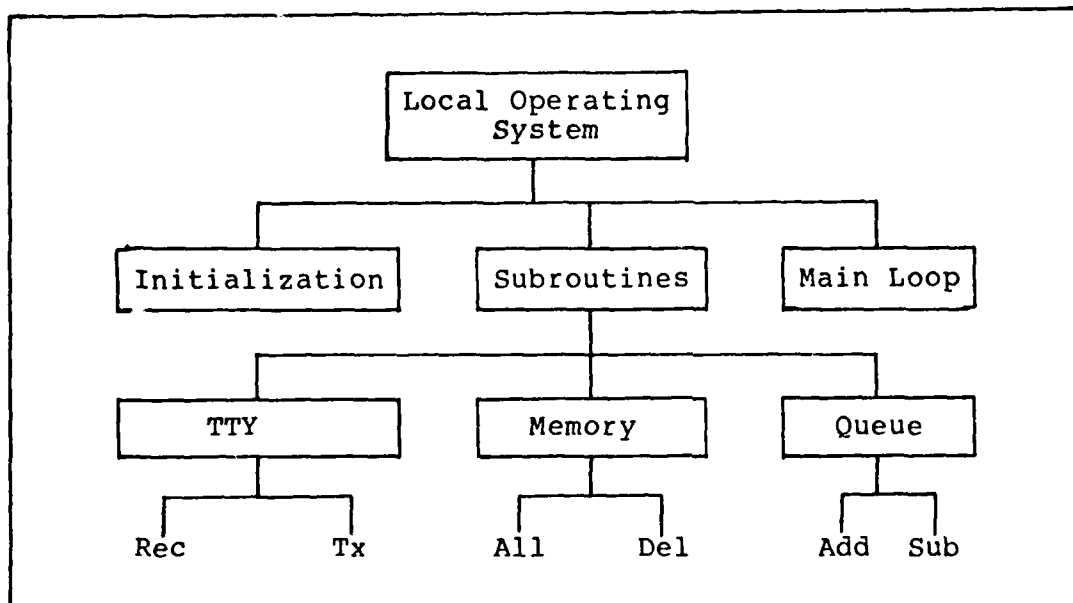 Local Operating
System
Initialization
Subroutines
Main Loop
TTY
Memory
Queue
Rec
Tx
All
Del
Add
Sub